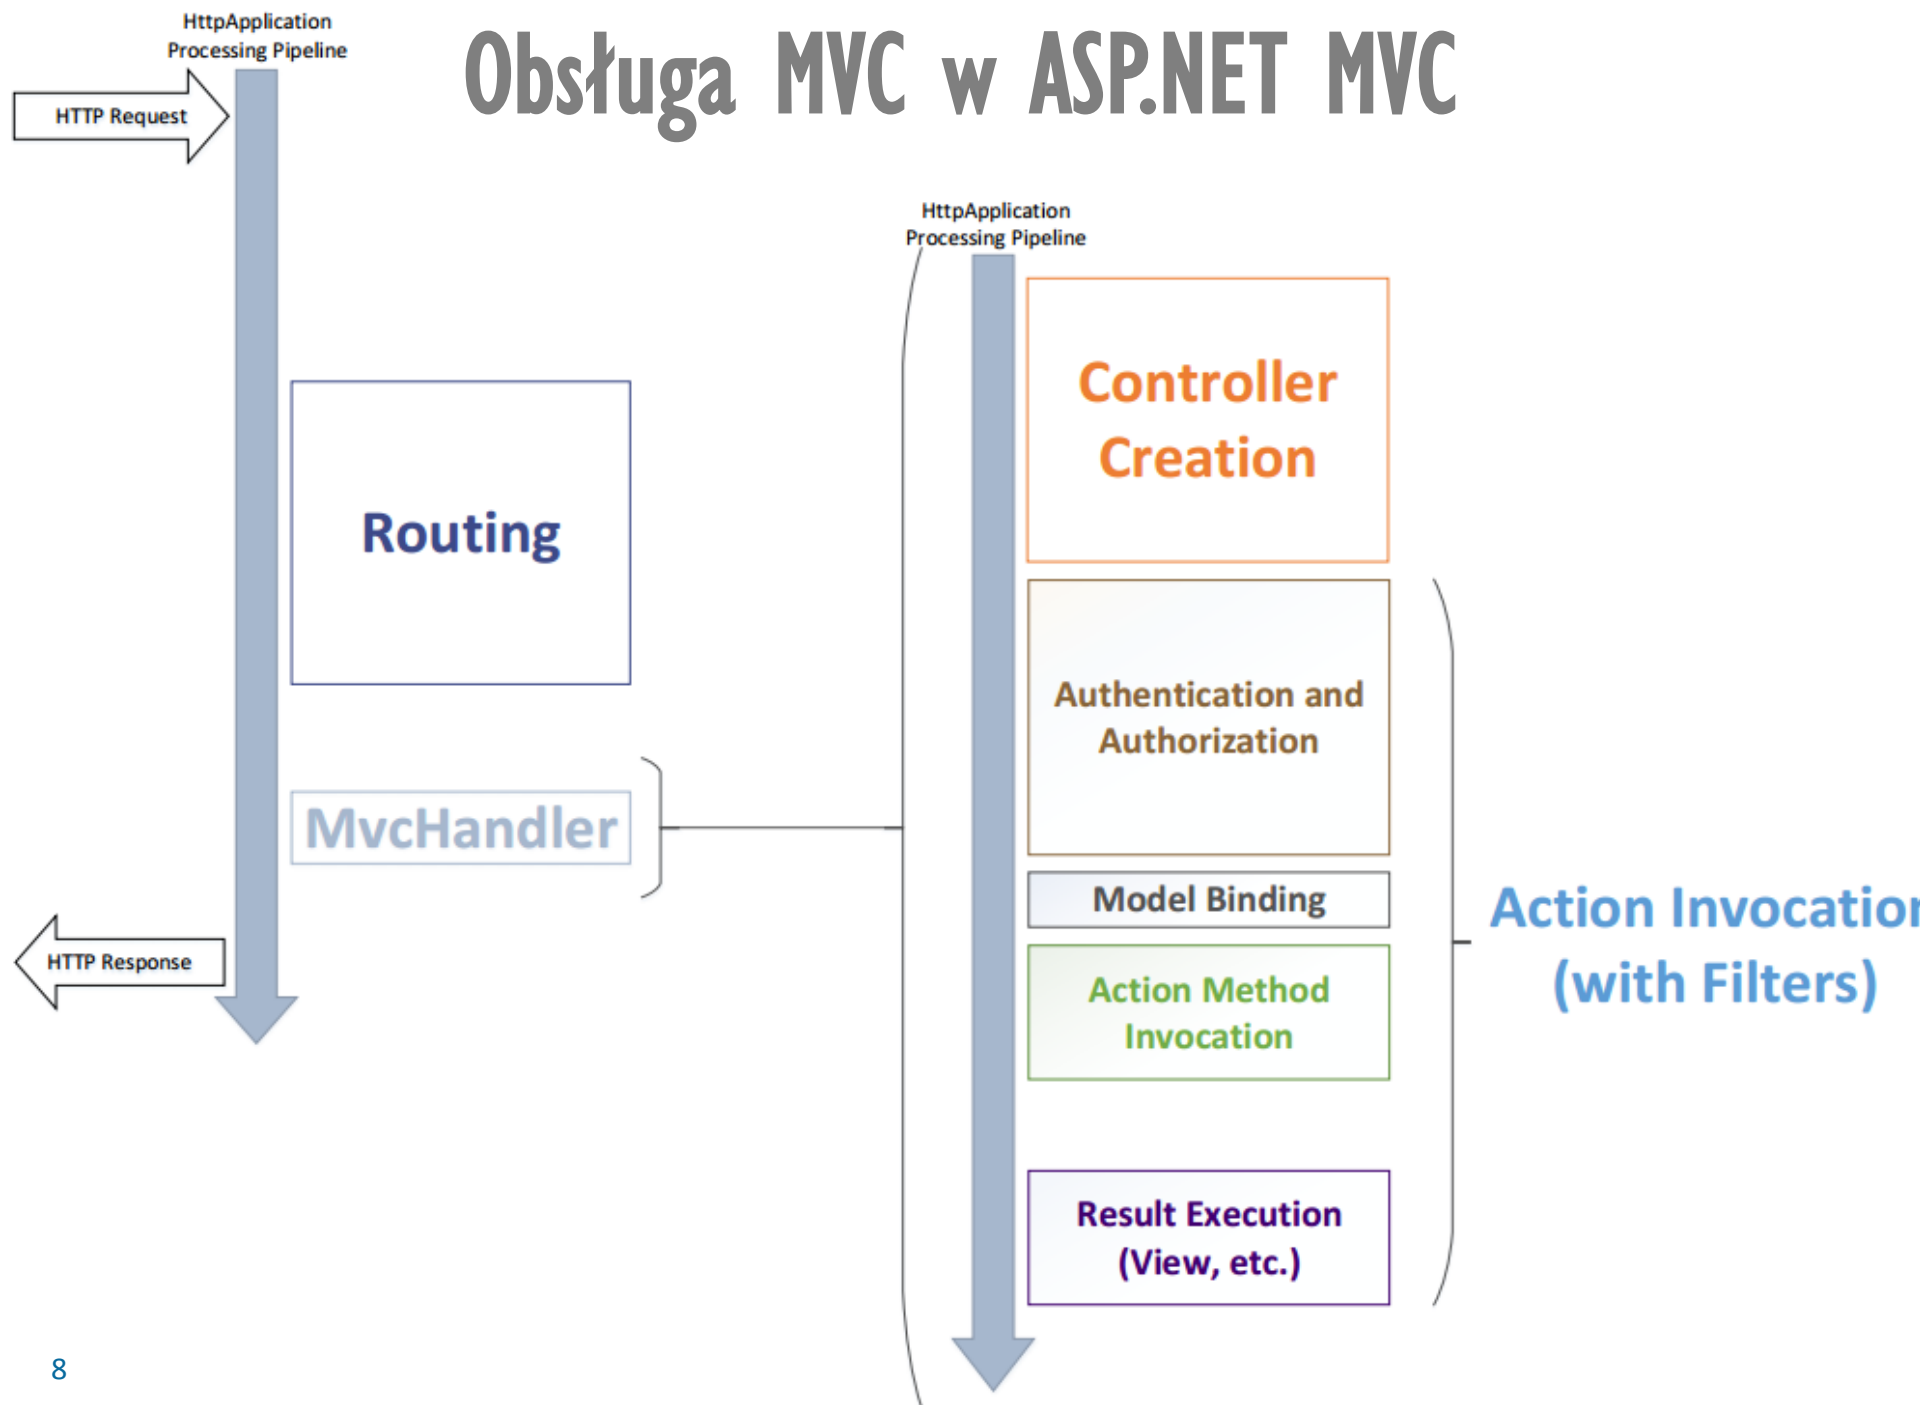 HttpApplication
Processing Pipeline
Obsługa MVC w ASP.NET MVC
HTTP Request
Routing
MvcHandler
HTTP Response
HttpApplication
Processing Pipeline
Controller
Creation
Authentication and
Authorization
Model Binding
Action Method
Invocation
Result Execution
(View, etc.)
Action Invocation
(with Filters)
8